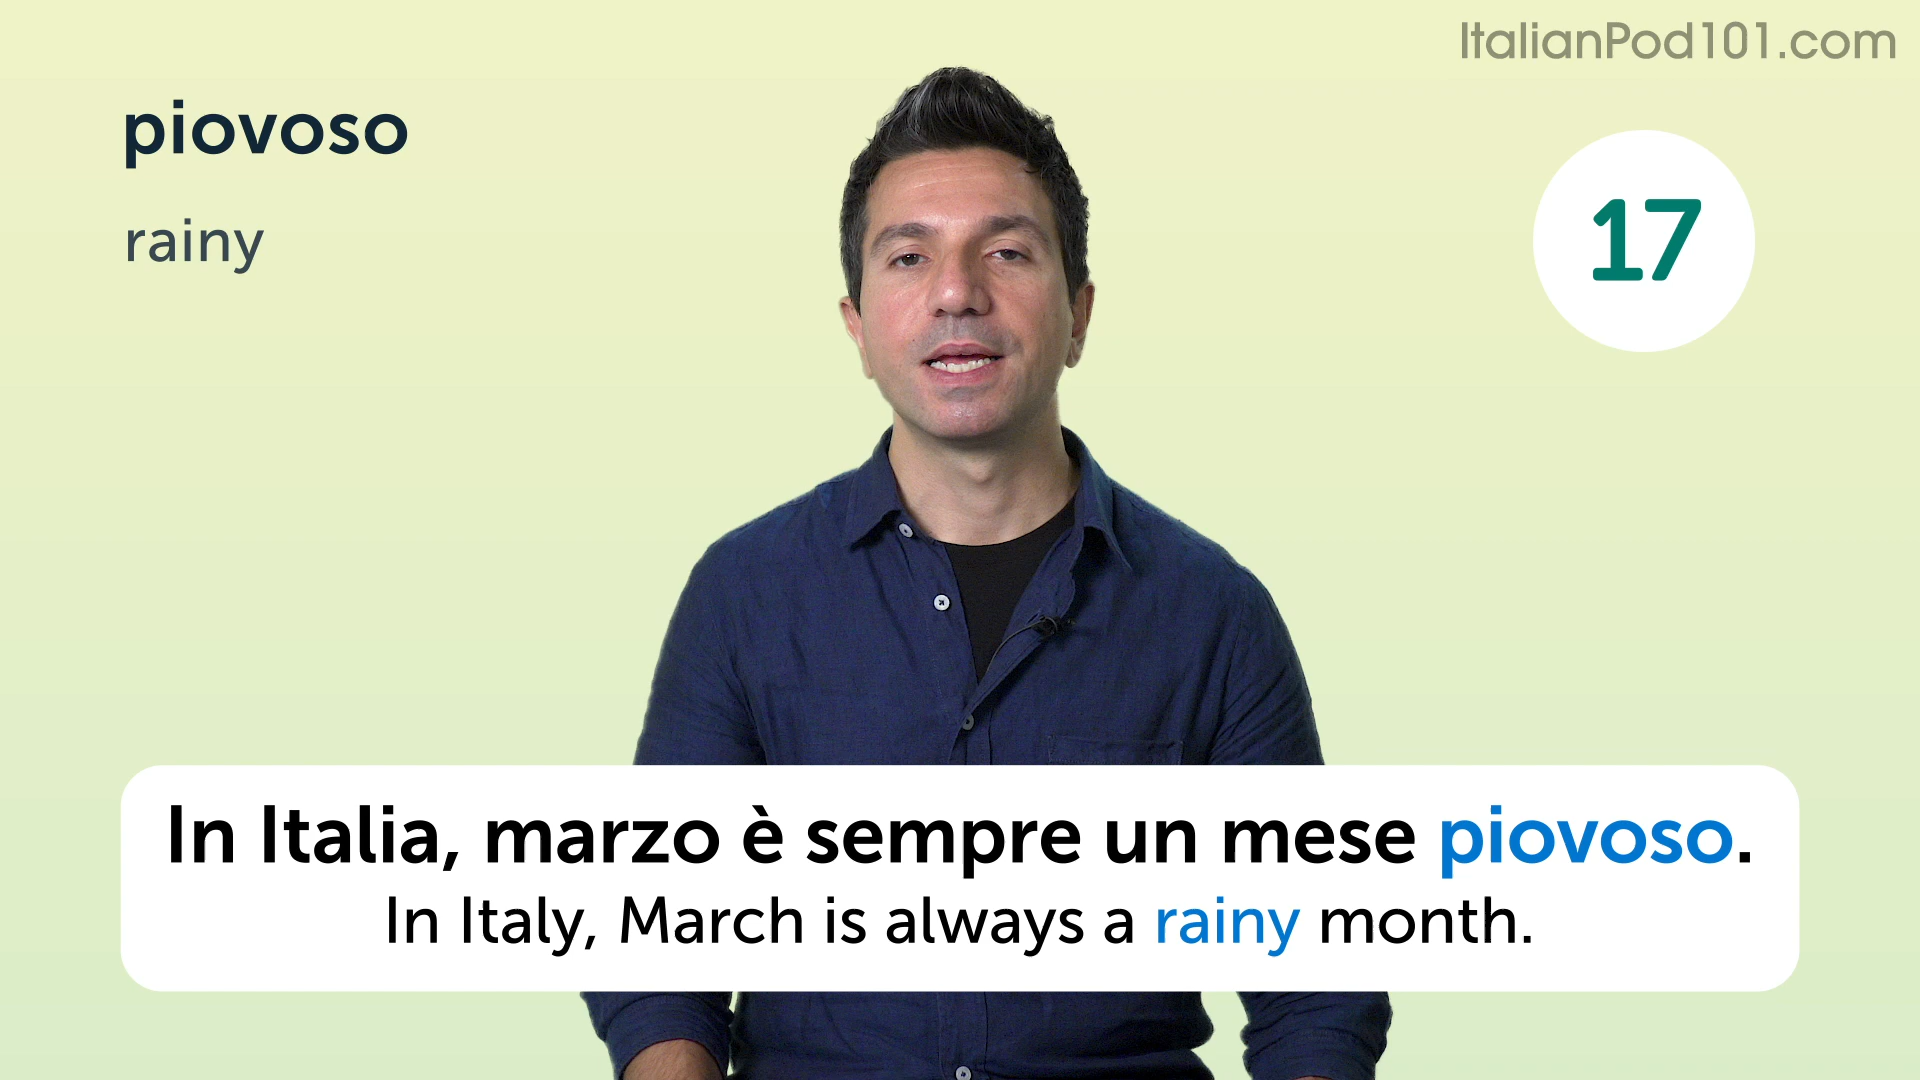 ItalianPod101.com
piovoso
rainy
17
In Italia, marzo è sempre un mese piovoso.
In Italy, March is always a rainy month.